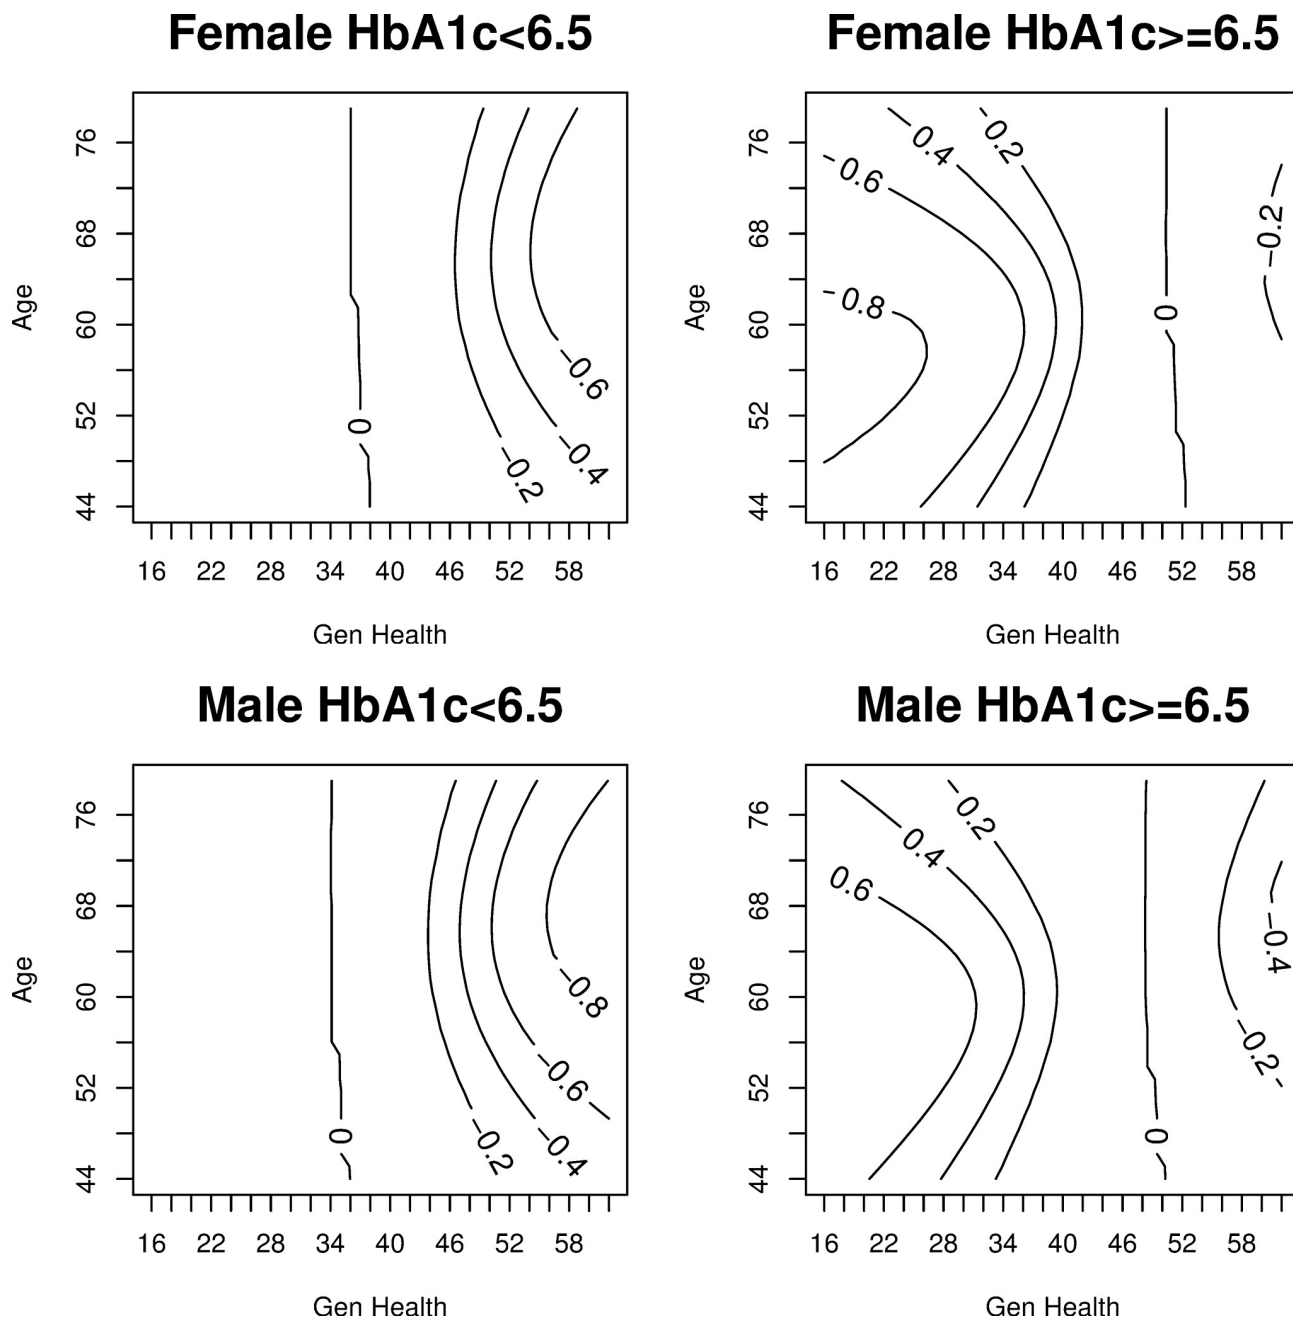 Female HbA1c<6.5
76
68
60
52
44
Age
0
-0.2
-0.4
-0.6
16 22 28 34 40 46 52 58
Gen Health
Female HbA1c>=6.5
76
68
60
52
44
Age
-0.8
-0.6
-0.4
-0.2
0
-0.2
16 22 28 34 40 46 52 58
Gen Health
Male HbA1c<6.5
76
68
60
52
44
Age
0
-0.2
-0.4
-0.6
-0.8
16 22 28 34 40 46 52 58
Gen Health
Male HbA1c>=6.5
76
68
60
52
44
Age
0.6
0.4
-0.2
0
-0.2
-0.4
16 22 28 34 40 46 52 58
Gen Health